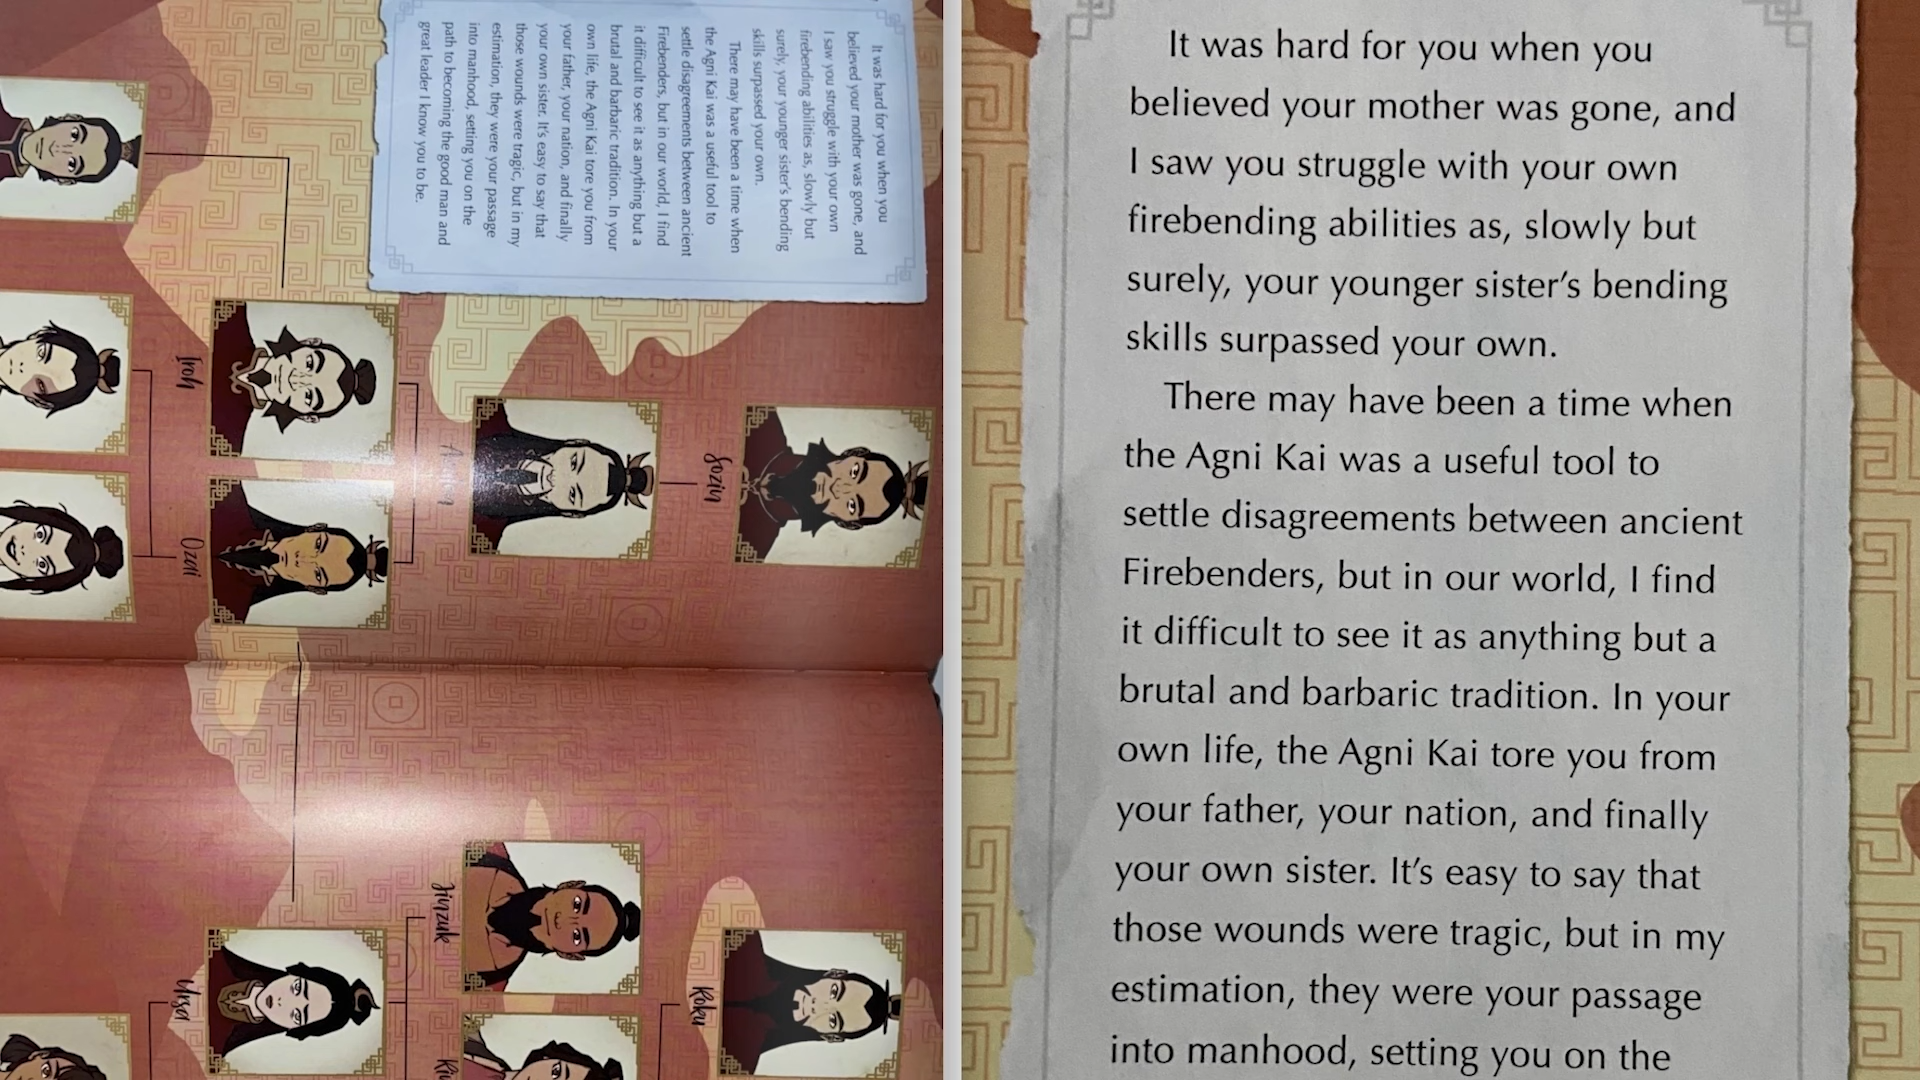 It was hard for you when you
believed your mother was gone, and
I saw you struggle with your own
firebending abilities as, slowly but
surely, your younger sister's bending
skills surpassed your own.
There may have been a time when
the Agni Kai was a useful tool to
settle disagreements between ancient
Firebenders, but in our world, I find
it difficult to see it as anything but a
brutal and barbaric tradition. In your
own life, the Agni Kai tore you from
your father, your nation, and finally
your own sister. It's easy to say that
those wounds were tragic, but in my
estimation, they were your passage
into manhood, setting you on the
path to becoming the good man and
great leader I know you to be.
Sozin
Iroh
Ozai
Roku
Jinzuk
Ursa
It was hard for you when you
believed your mother was gone, and
I saw you struggle with your own
firebending abilities as, slowly but
surely, your younger sister's bending
skills surpassed your own.
There may have been a time when
the Agni Kai was a useful tool to
settle disagreements between ancient
Firebenders, but in our world, I find
it difficult to see it as anything but a
brutal and barbaric tradition. In your
own life, the Agni Kai tore you from
your father, your nation, and finally
your own sister. It's easy to say that
those wounds were tragic, but in my
estimation, they were your passage
into manhood, setting you on the